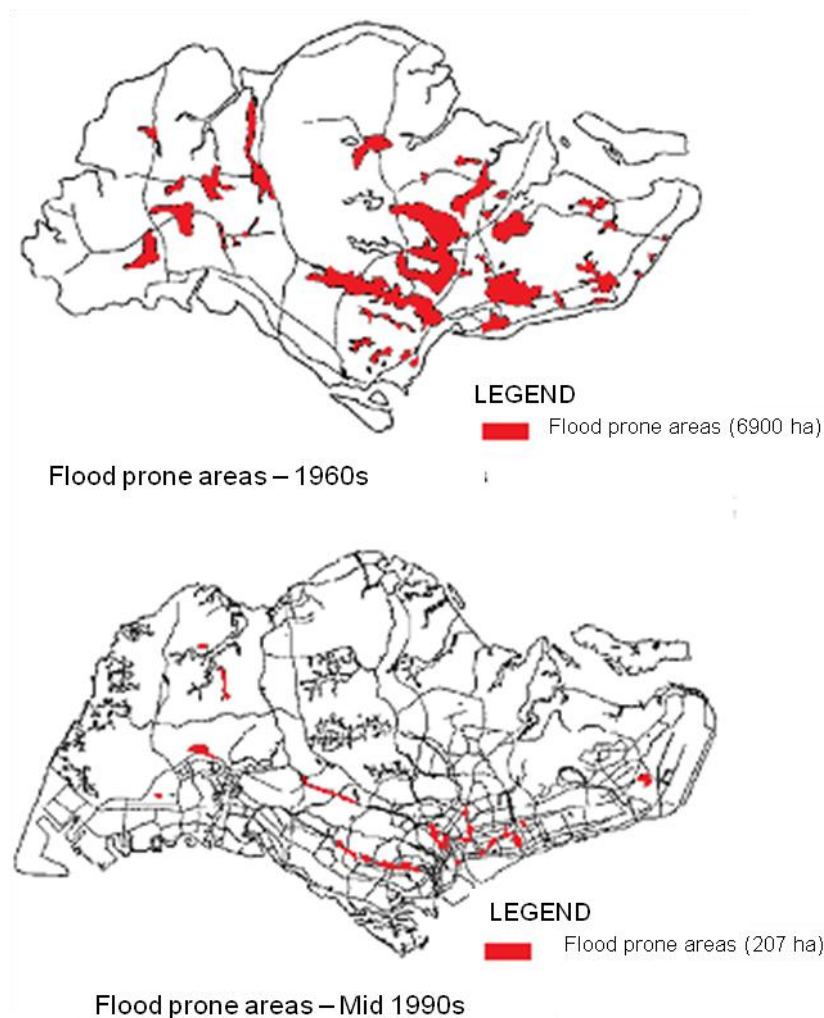 LEGEND
Flood prone areas (6900 ha)
Flood prone areas – 1960s
LEGEND
Flood prone areas (207 ha)
Flood prone areas – Mid 1990s